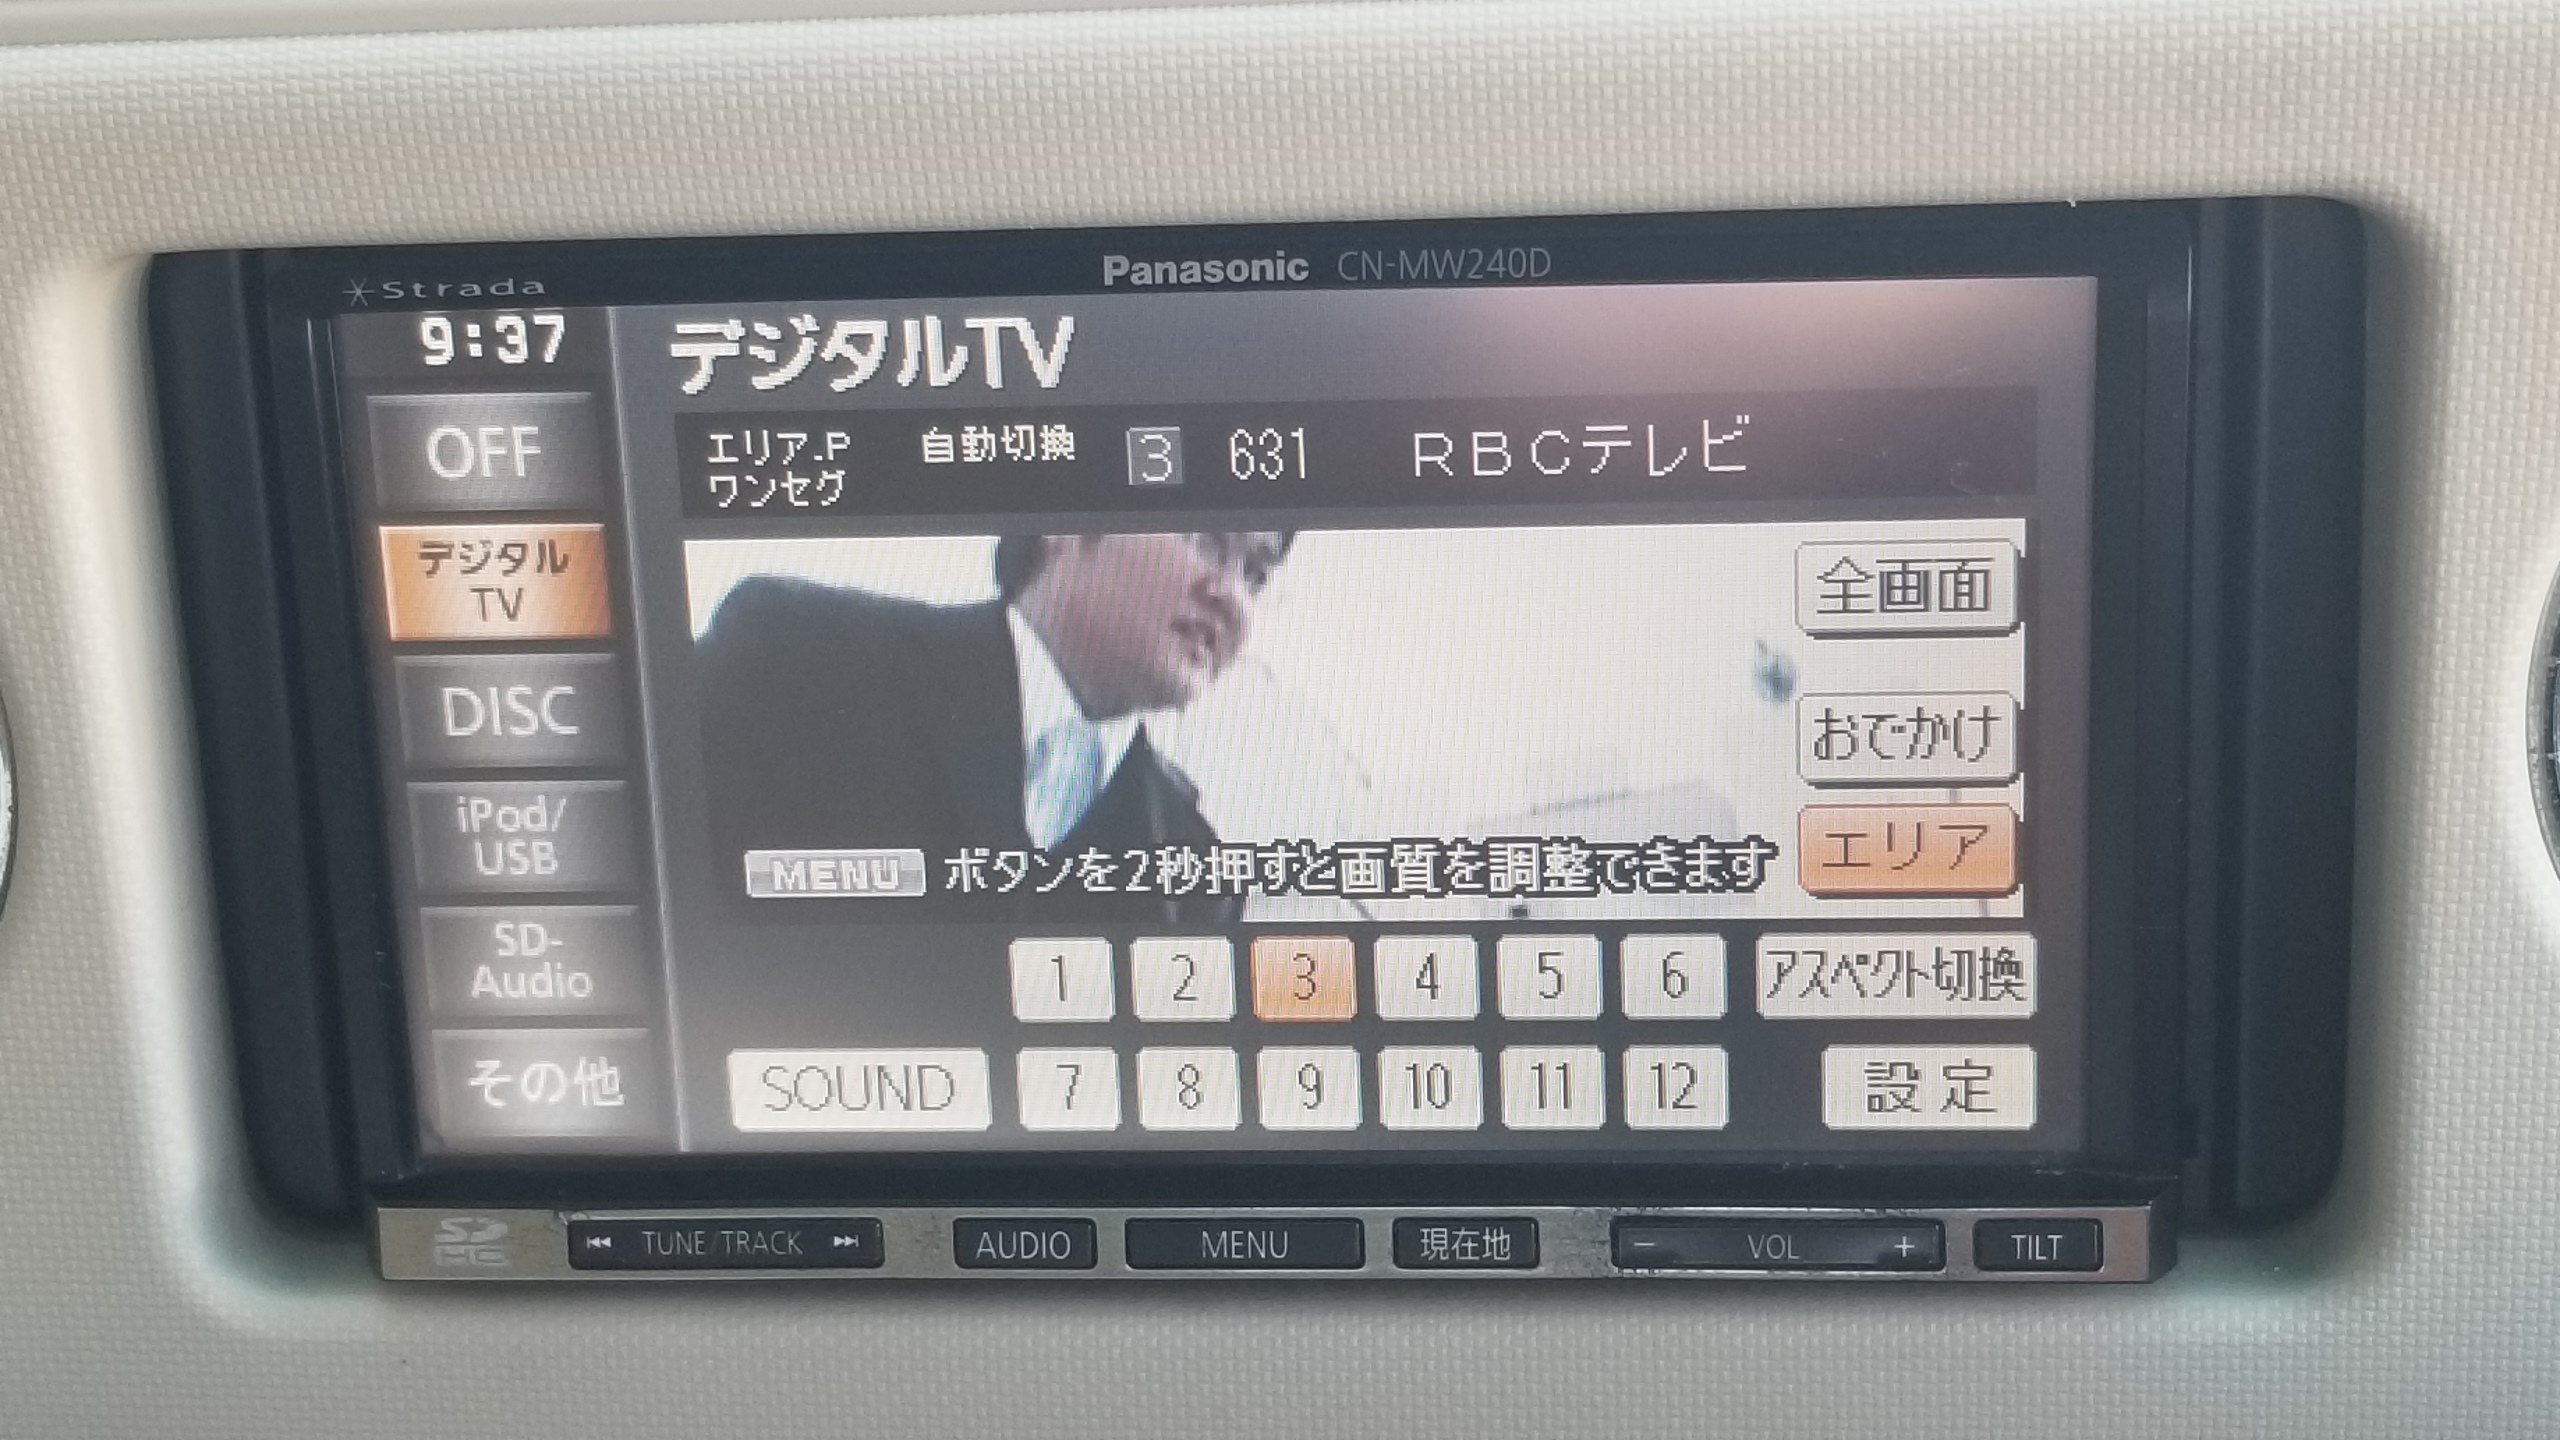 Strada
Panasonic CN-MW240D
9:37
デジタルTV
OFF
デジタル
TV
DISC
iPod/
USB
SD-
Audio
その他
エリア.P 自動切換 3 631 RBCテレビ
ワンセグ
全画面
おでかけ
エリア
MENU ボタンを2秒押すと画質を調整できます
1 2 3 4 5 6 アスペクト切換
SOUND 7 8 9 10 11 12 設定
SD HC TUNE/TRACK AUDIO MENU 現在地 - VOL + TILT